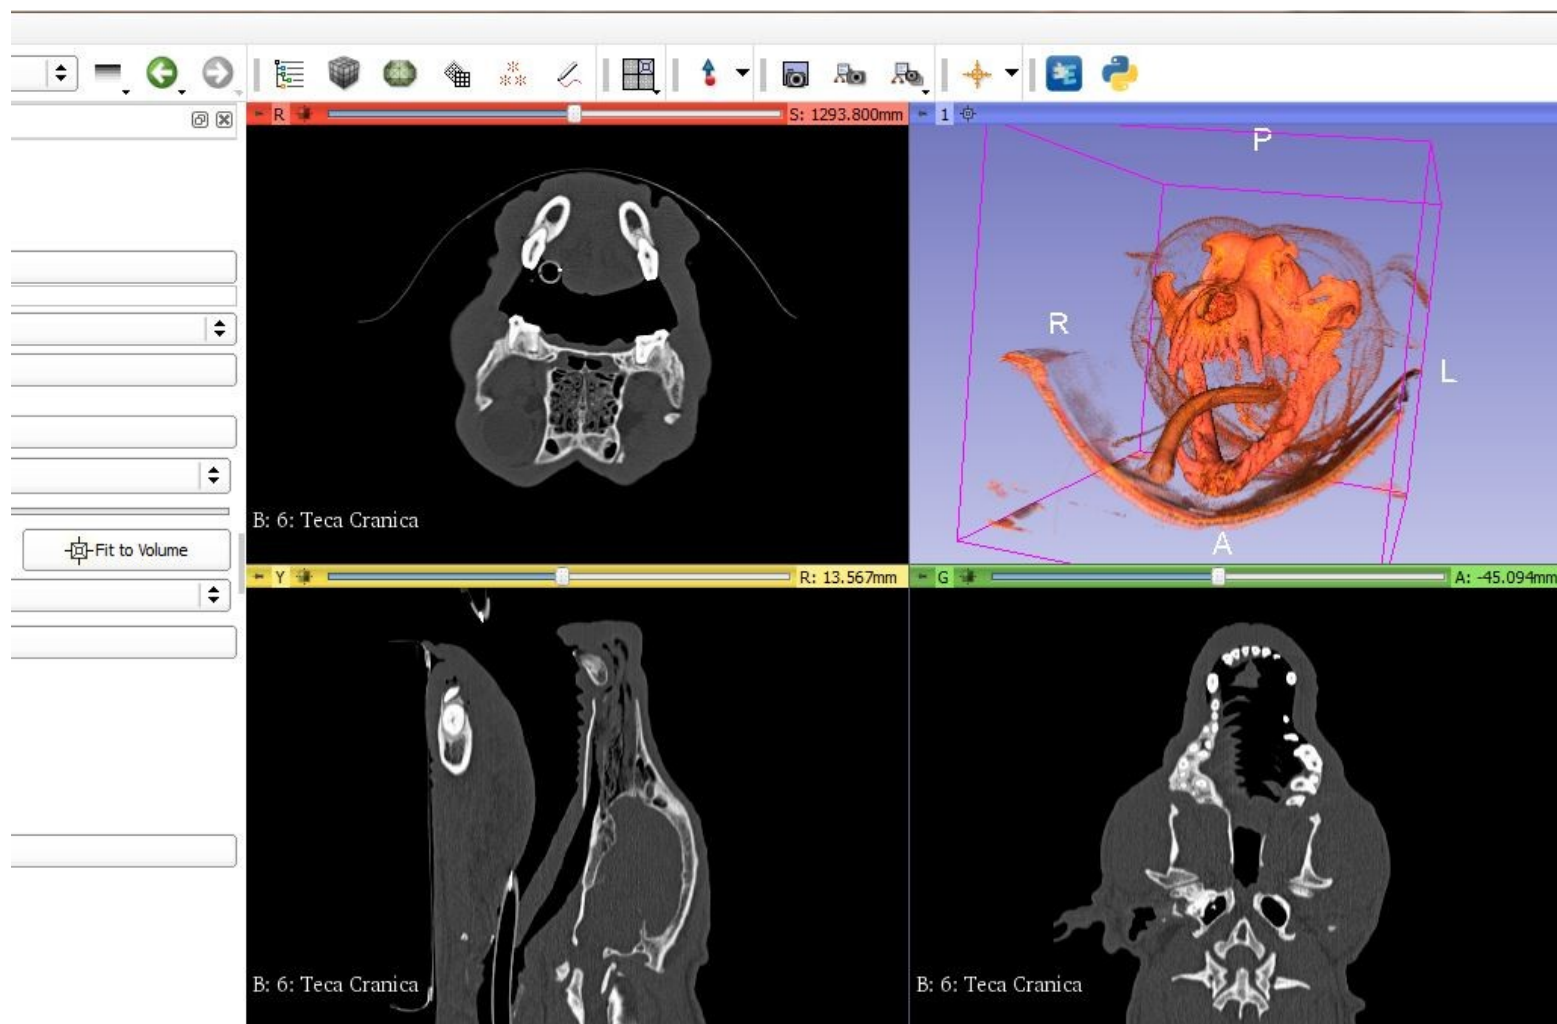 R
S: 1293.800mm
1
P
R
L
A
B: 6: Teca Cranica
Fit to Volume
Y
R: 13.567mm
G
A: -45.094mm
B: 6: Teca Cranica
B: 6: Teca Cranica